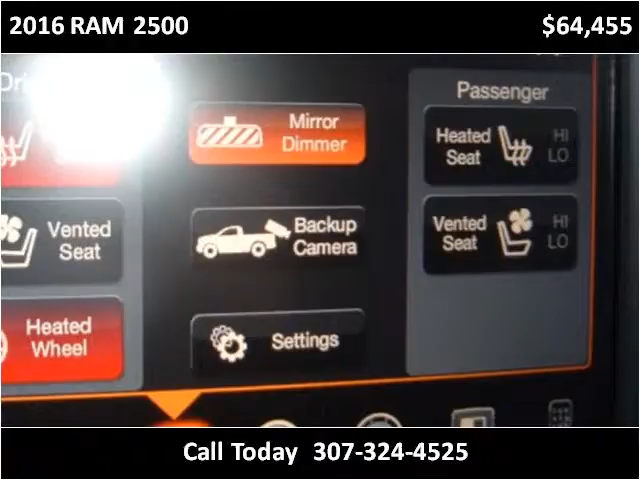 2016 RAM 2500 $64,455
Dri
Mirror
Dimmer
Passenger
Heated
Seat
HI
LO
Vented
Seat
Backup
Camera
Vented
Seat
HI
LO
Heated
Wheel
Settings
Call Today 307-324-4525